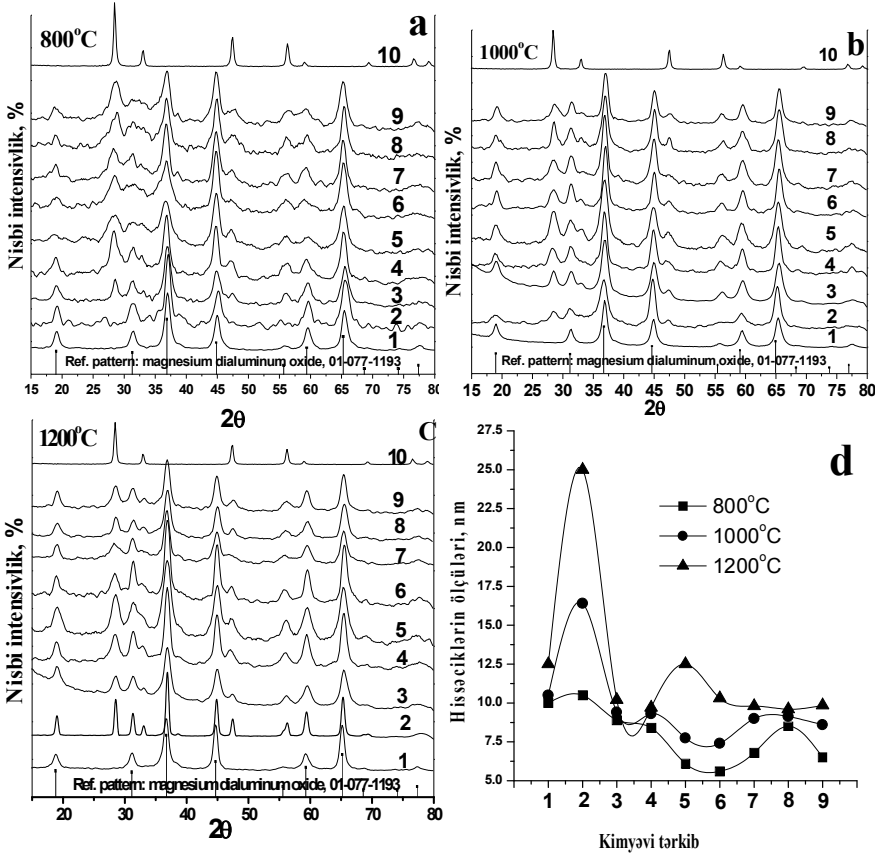 a
800°C
Nisbi intensivlik, %
10
9
8
7
6
5
4
3
2
1
Ref. pattern: magnesium dialuminum, oxide, 01-077-1193
15 20 25 30 35 40 45 50 55 60 65 70 75 80
2θ
b
1000°C
Nisbi intensivlik, %
10
9
8
7
6
5
4
3
2
1
Ref. pattern: magnesium dialuminum, oxide, 01-077-1193
15 20 25 30 35 40 45 50 55 60 65 70 75 80
2θ
C
1200°C
Nisbi intensivlik, %
10
9
8
7
6
5
4
3
2
1
Ref. pattern: magnesium dialuminum, oxide, 01-077-1193
20 30 40 50 60 70 80
2θ
d
Hissəciklərin ölçüləri, nm
27.5
25.0
22.5
20.0
17.5
15.0
12.5
10.0
7.5
5.0
800°C
1000°C
1200°C
1 2 3 4 5 6 7 8 9
Kimyəvi tərkib